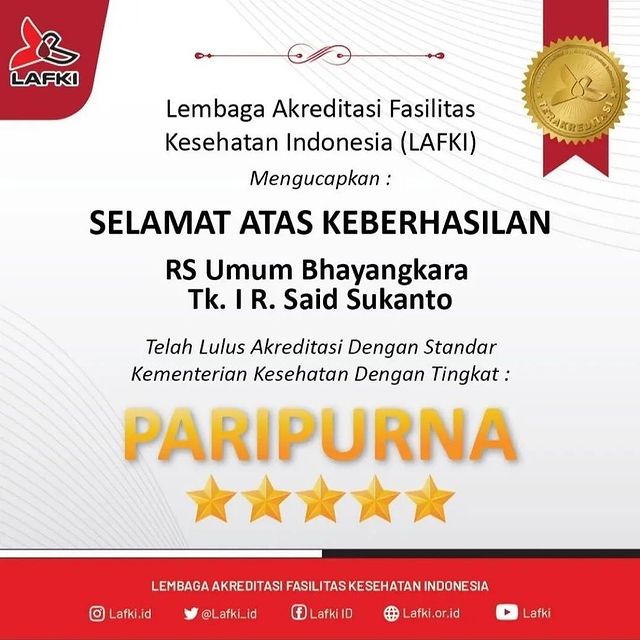 LAFKI
TERAKREDITASI
Lembaga Akreditasi Fasilitas
Kesehatan Indonesia (LAFKI)
Mengucapkan :
SELAMAT ATAS KEBERHASILAN
RS Umum Bhayangkara
Tk. I R. Said Sukanto
Telah Lulus Akreditasi Dengan Standar
Kementerian Kesehatan Dengan Tingkat :
PARIPURNA
LEMBAGA AKREDITASI FASILITAS KESEHATAN INDONESIA
Lafki.id @Lafki_id Lafki ID Lafki.or.id Lafki